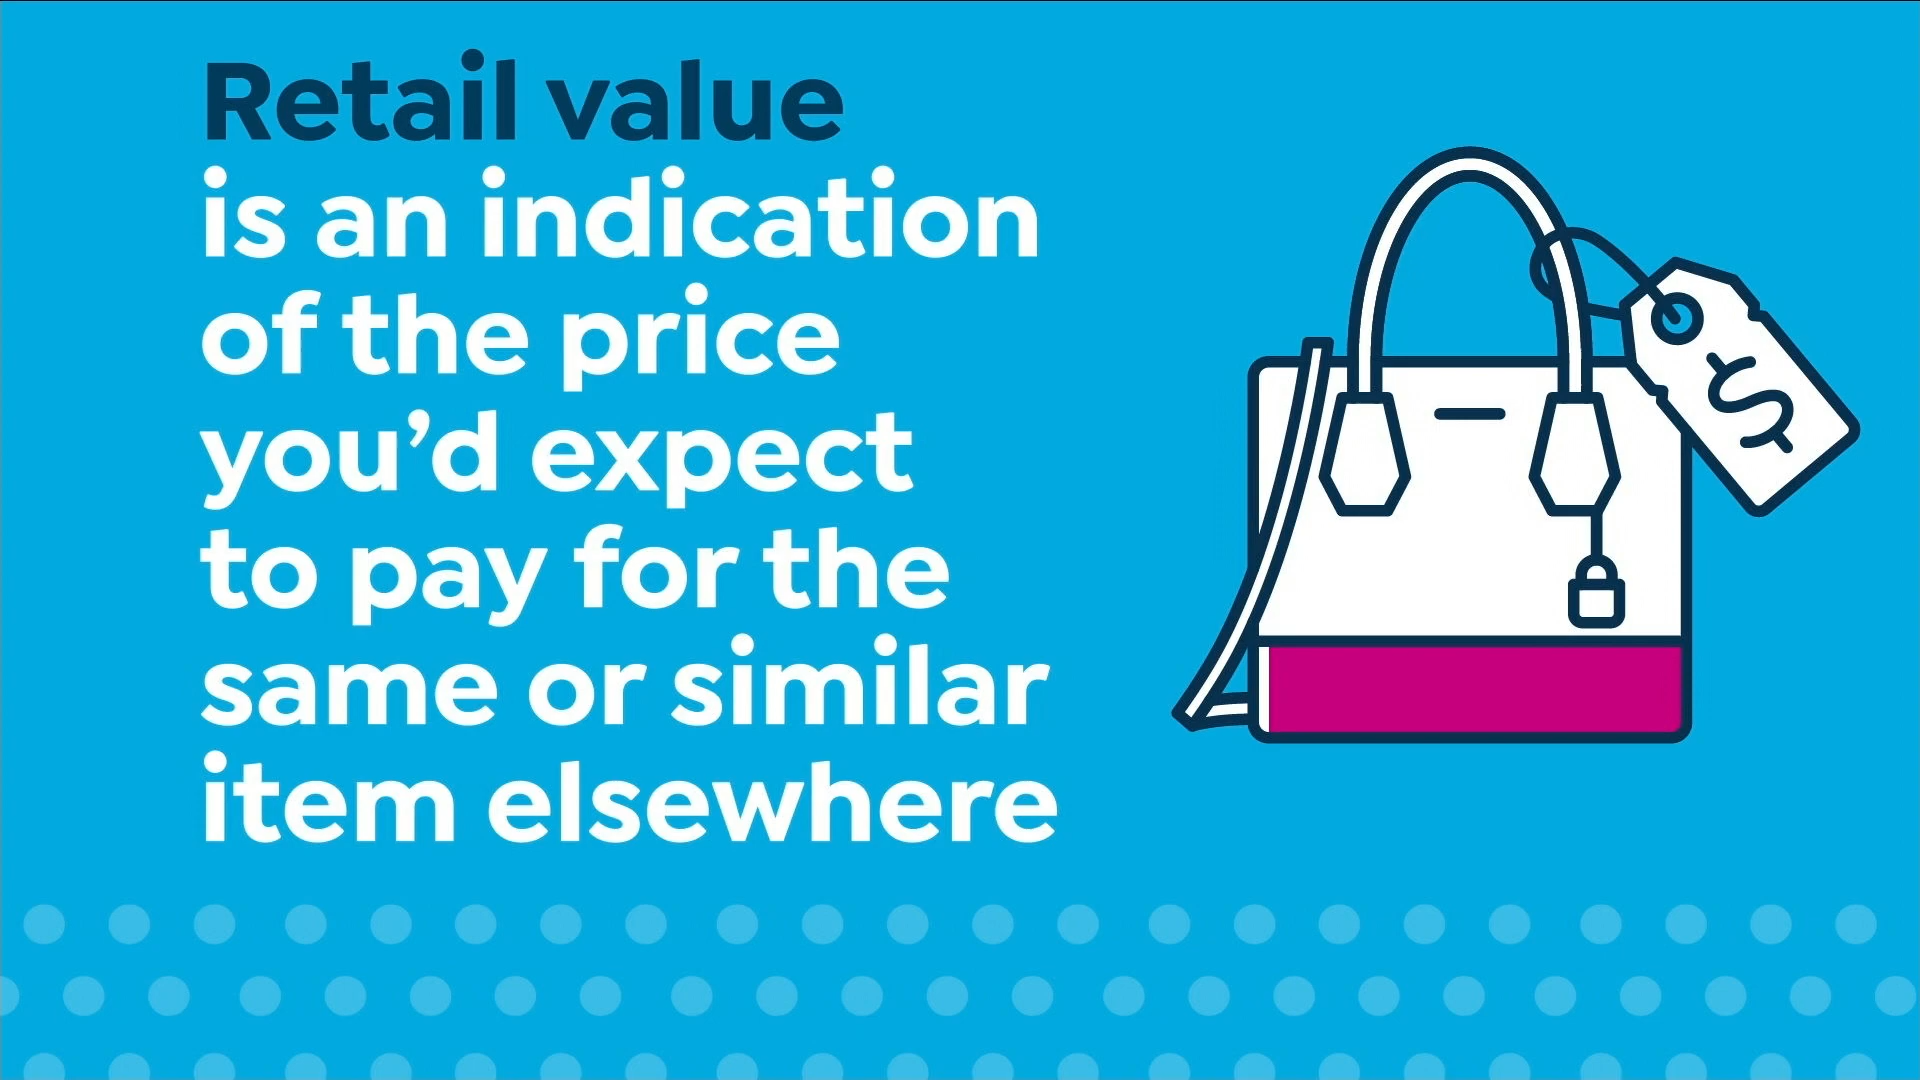 Retail value
is an indication
of the price
you’d expect
to pay for the
same or similar
item elsewhere
$